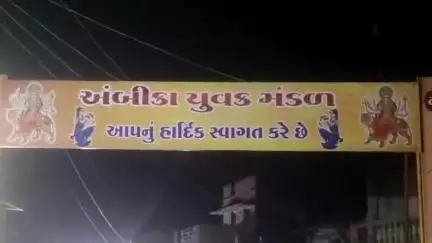 અંબીકા યુવક મંડળ
આપનું હાર્દિક સ્વાગત કરે છે